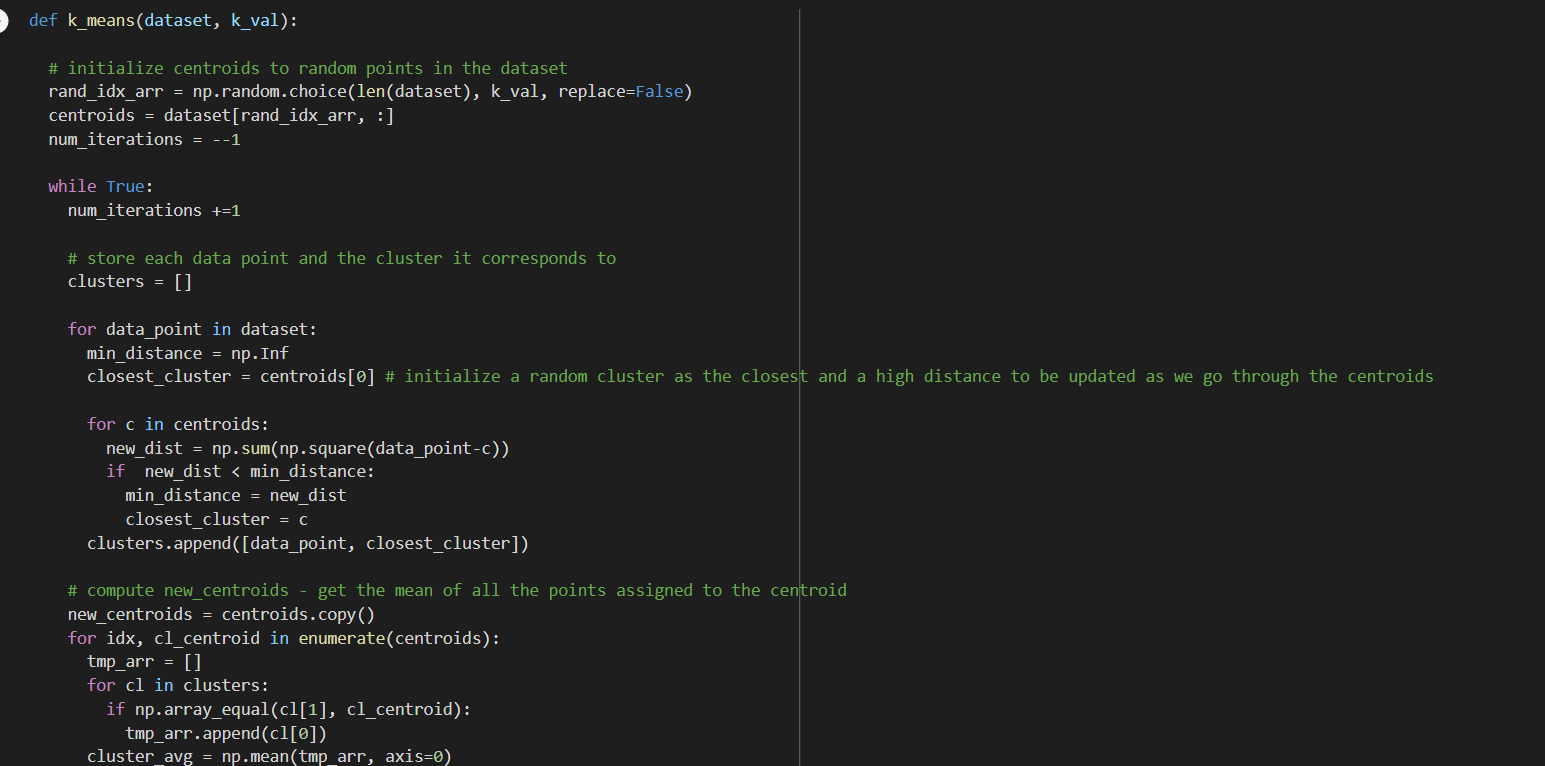 def k_means(dataset, k_val):
# initialize centroids to random points in the dataset
rand_idx_arr = np.random.choice(len(dataset), k_val, replace=False)
centroids = dataset[rand_idx_arr, :]
num_iterations = --1
while True:
num_iterations +=1
# store each data point and the cluster it corresponds to
clusters = []
for data_point in dataset:
min_distance = np.Inf
closest_cluster = centroids[0] # initialize a random cluster as the closest and a high distance to be updated as we go through the centroids
for c in centroids:
new_dist = np.sum(np.square(data_point-c))
if  new_dist < min_distance:
min_distance = new_dist
closest_cluster = c
clusters.append([data_point, closest_cluster])
# compute new_centroids - get the mean of all the points assigned to the centroid
new_centroids = centroids.copy()
for idx, cl_centroid in enumerate(centroids):
tmp_arr = []
for cl in clusters:
if np.array_equal(cl[1], cl_centroid):
tmp_arr.append(cl[0])
cluster_avg = np.mean(tmp_arr, axis=0)